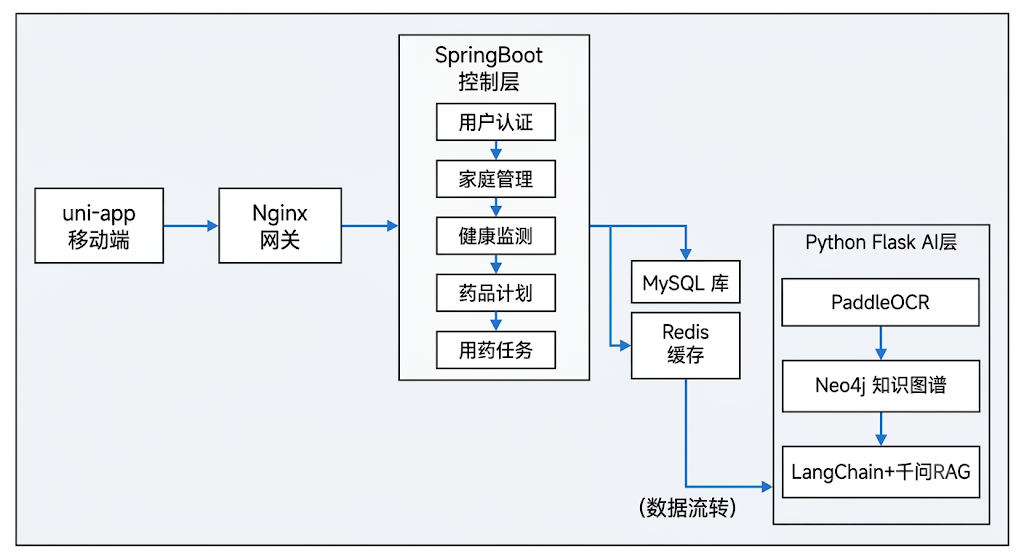 uni-app
移动端
Nginx
网关
SpringBoot
控制层
用户认证
家庭管理
健康监测
药品计划
用药任务
MySQL 库
Redis
缓存
(数据流转)
Python Flask AI层
PaddleOCR
Neo4j 知识图谱
LangChain+千问RAG